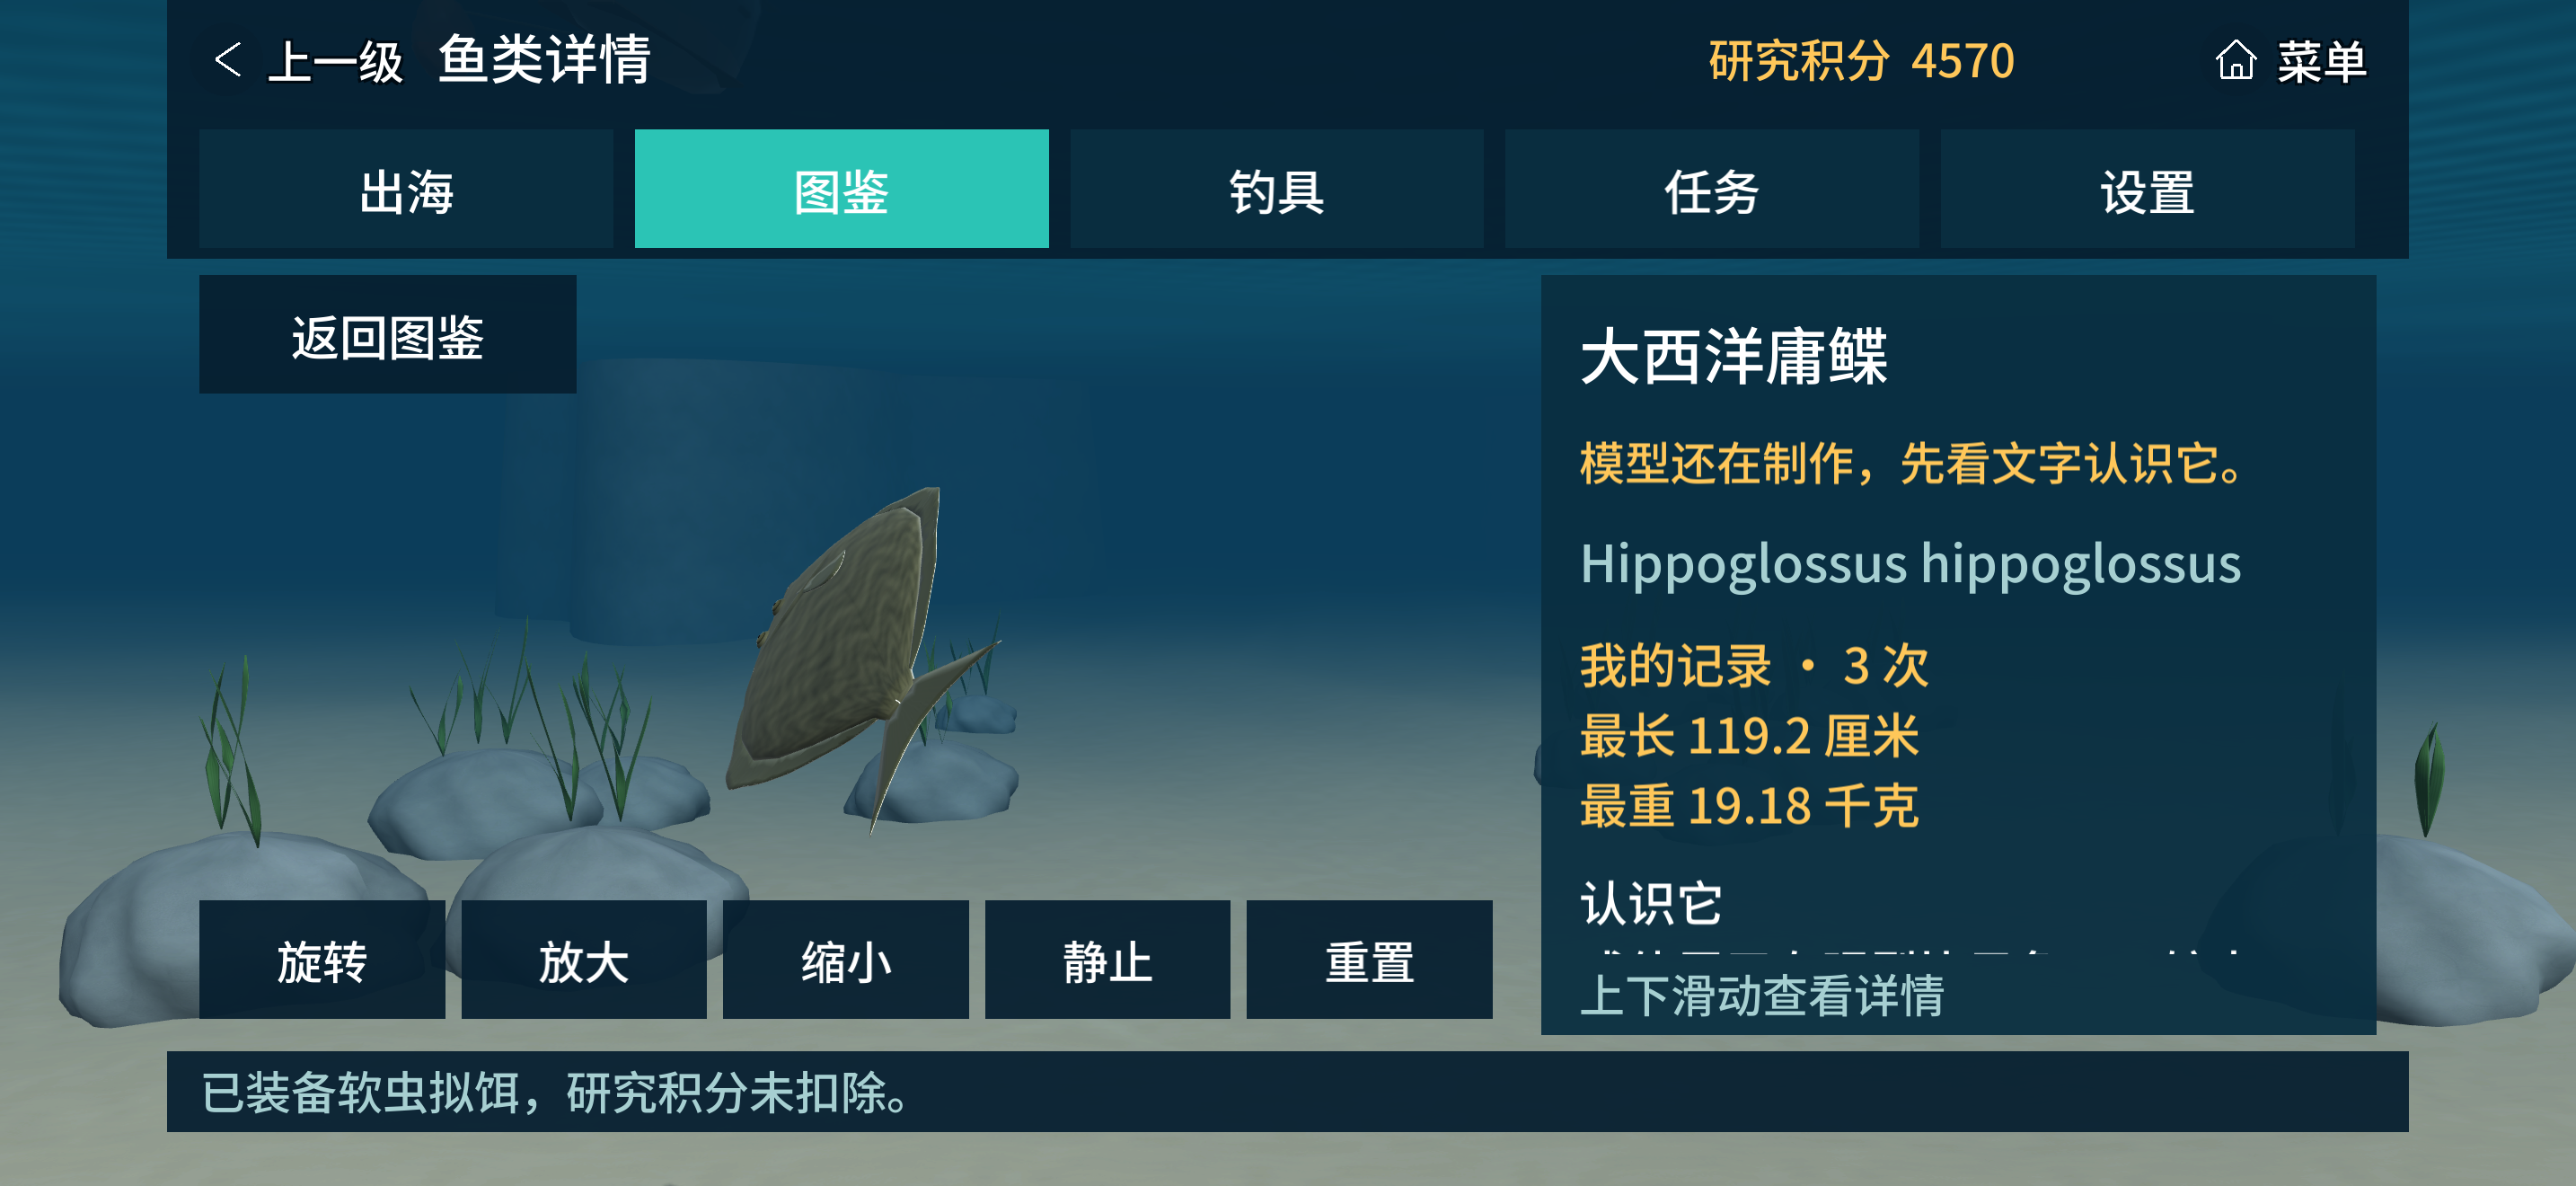 上一级 鱼类详情 研究积分 4570 菜单
出海 图鉴 钓具 任务 设置
返回图鉴
大西洋庸鲽
模型还在制作，先看文字认识它。
Hippoglossus hippoglossus
我的记录 · 3 次
最长 119.2 厘米
最重 19.18 千克
认识它
上下滑动查看详情
旋转 放大 缩小 静止 重置
已装备软虫拟饵，研究积分未扣除。